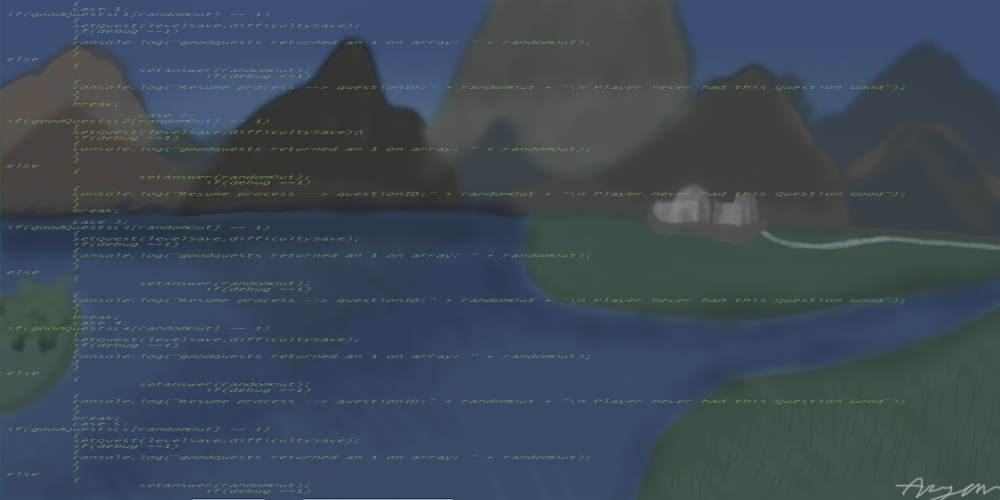 case 1:
if(goodQuests1[randomOut] == 1)
{
setQuest(levelSave,difficultySave);
if(debug ==1)
{
console.log("goodquests returned an 1 on array: " + randomOut);
}
else
{
setAnswer(randomOut);
if(debug ==1)
{
console.log("Resume process --> questionID:" + randomOut + "\n Player never had this Question Good");
}
break;
case 2:
if(goodQuests2[randomOut] == 1)
{
setQuest(levelSave,difficultySave);
if(debug ==1)
{
console.log("goodquests returned an 1 on array: " + randomOut);
}
else
{
setAnswer(randomOut);
if(debug ==1)
{
console.log("Resume process --> questionID:" + randomOut + "\n Player never had this Question Good");
}
break;
case 3:
if(goodQuests3[randomOut] == 1)
{
setQuest(levelSave,difficultySave);
if(debug ==1)
{
console.log("goodquests returned an 1 on array: " + randomOut);
}
else
{
setAnswer(randomOut);
if(debug ==1)
{
console.log("Resume process --> questionID:" + randomOut + "\n Player never had this Question Good");
}
break;
case 4:
if(goodQuests4[randomOut] == 1)
{
setQuest(levelSave,difficultySave);
if(debug ==1)
{
console.log("goodquests returned an 1 on array: " + randomOut);
}
else
{
setAnswer(randomOut);
if(debug ==1)
{
console.log("Resume process --> questionID:" + randomOut + "\n Player never had this Question Good");
}
break;
case 5:
if(goodQuests5[randomOut] == 1)
{
setQuest(levelSave,difficultySave);
if(debug ==1)
{
console.log("goodquests returned an 1 on array: " + randomOut);
}
else
{
setAnswer(randomOut);
if(debug ==1)